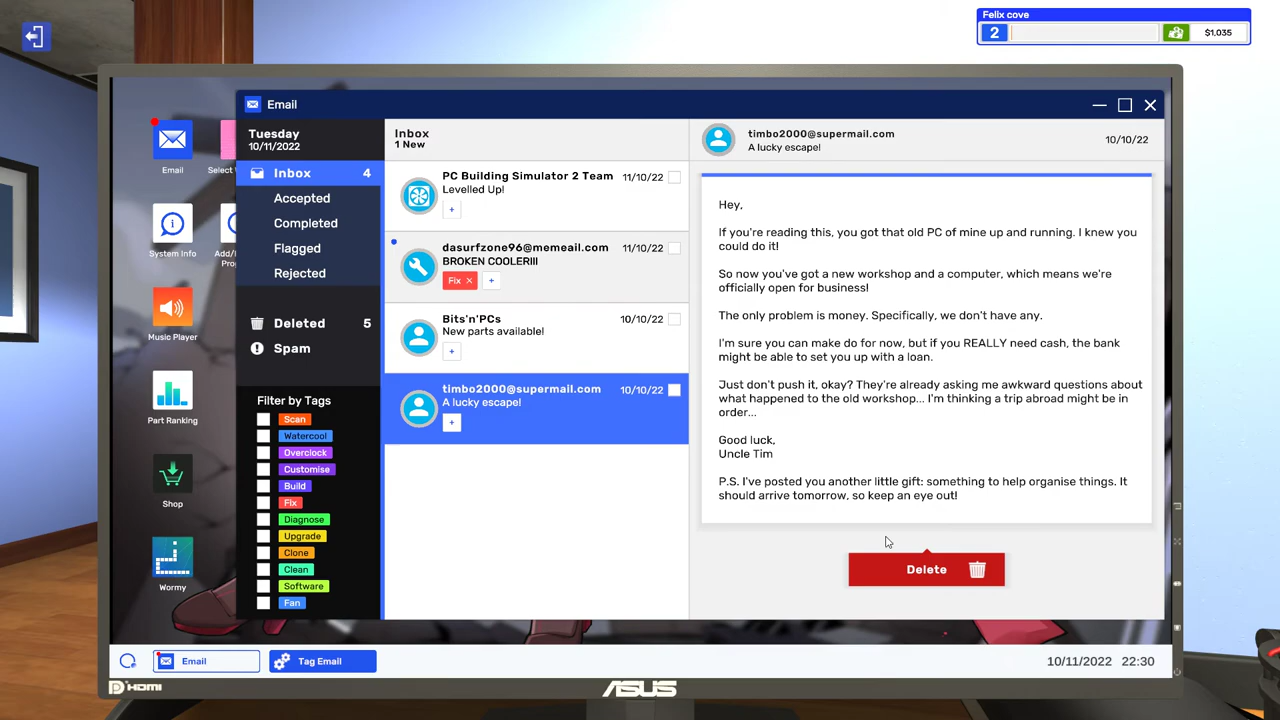 Felix cove
2
$1,035
Email
Tuesday
10/11/2022
Inbox 4
Accepted
Completed
Flagged
Rejected
Deleted 5
Spam
Filter by Tags
Scan
Watercool
Overclock
Customise
Build
Fix
Diagnose
Upgrade
Clone
Clean
Software
Fan
Inbox
1 New
PC Building Simulator 2 Team 11/10/22
Levelled Up!
+
dasurfzone96@memeail.com 11/10/22
BROKEN COOLER!!!
Fix × +
Bits'n'PCs 10/10/22
New parts available!
+
timbo2000@supermail.com 10/10/22
A lucky escape!
+
timbo2000@supermail.com 10/10/22
A lucky escape!
Hey,
If you're reading this, you got that old PC of mine up and running. I knew you
could do it!
So now you've got a new workshop and a computer, which means we're
officially open for business!
The only problem is money. Specifically, we don't have any.
I'm sure you can make do for now, but if you REALLY need cash, the bank
might be able to set you up with a loan.
Just don't push it, okay? They're already asking me awkward questions about
what happened to the old workshop... I'm thinking a trip abroad might be in
order...
Good luck,
Uncle Tim
P.S. I've posted you another little gift: something to help organise things. It
should arrive tomorrow, so keep an eye out!
Delete
Email
Select
System Info
Add/
Pro
Music Player
Part Ranking
Shop
Wormy
Email
Tag Email
10/11/2022 22:30
HDMI
ASUS